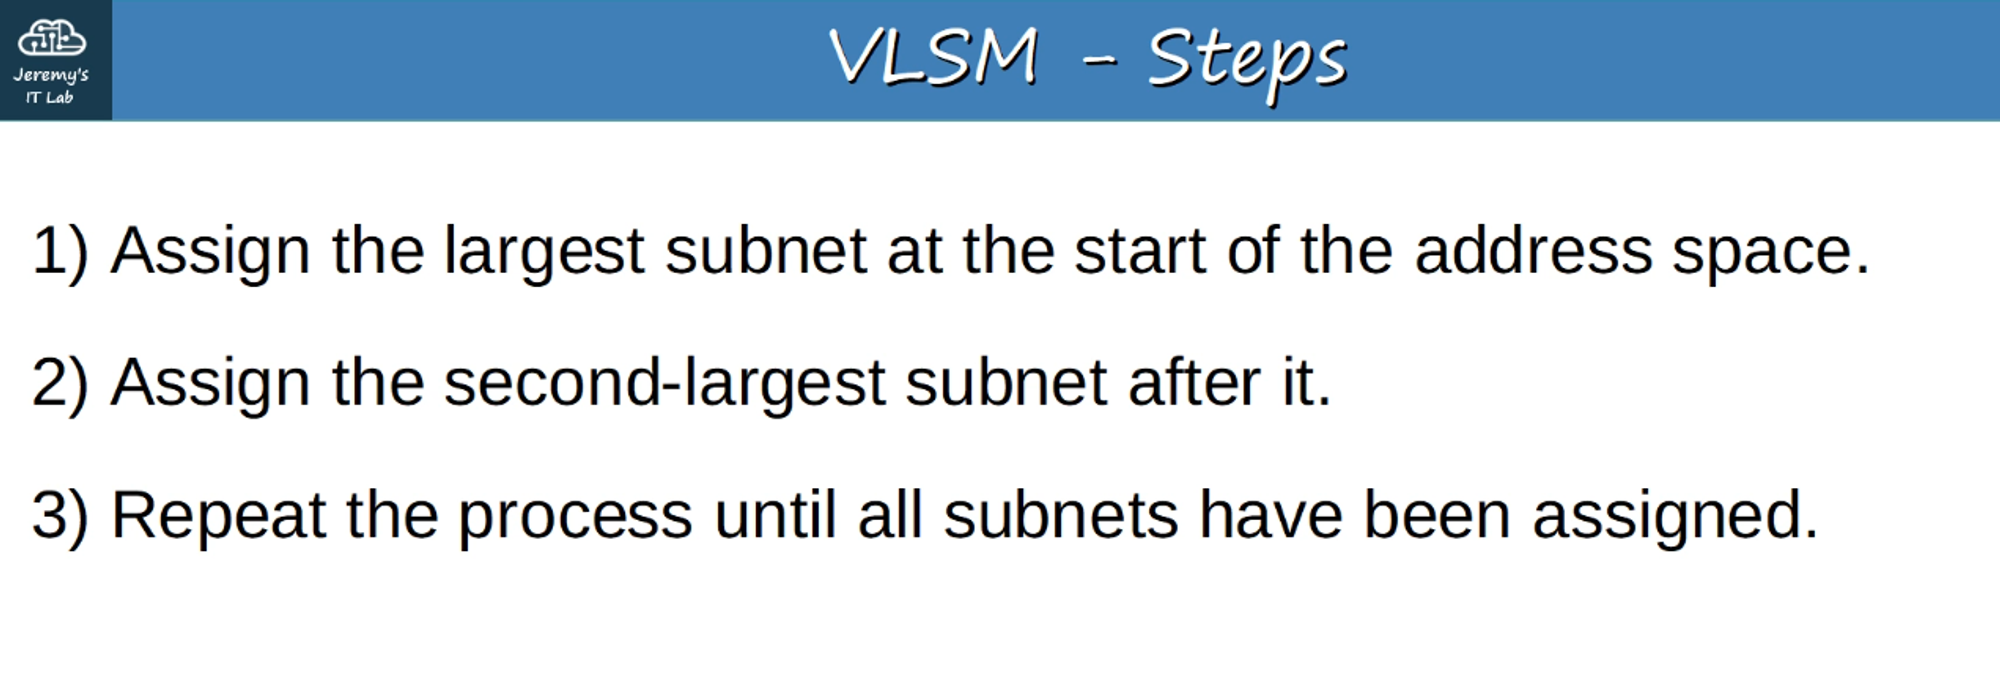 Jeremy's
IT Lab
VLSM - Steps
1) Assign the largest subnet at the start of the address space.
2) Assign the second-largest subnet after it.
3) Repeat the process until all subnets have been assigned.